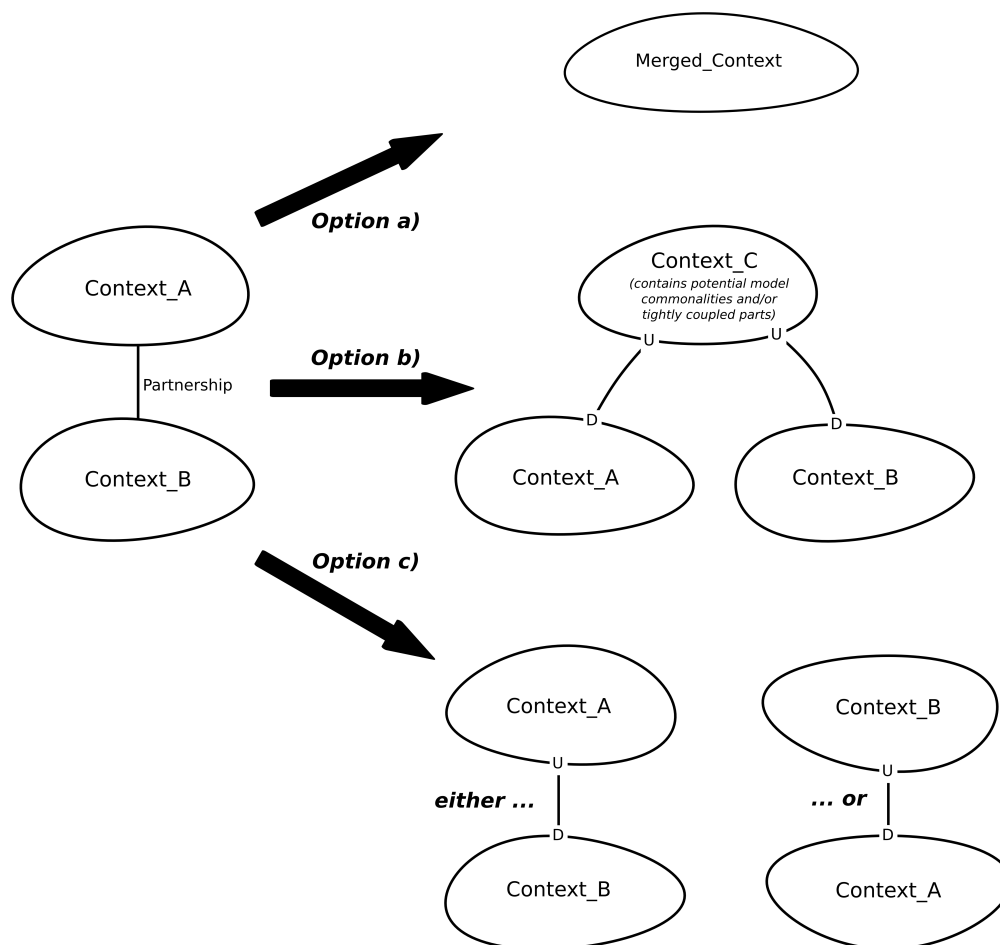 Merged_Context
Option a)
Context_A
Partnership
Context_B
Option b)
Context_C
(contains potential model
commonalities and/or
tightly coupled parts)
U
U
D
D
Context_A
Context_B
Option c)
Context_A
U
either ...
D
Context_B
Context_B
U
... or
D
Context_A